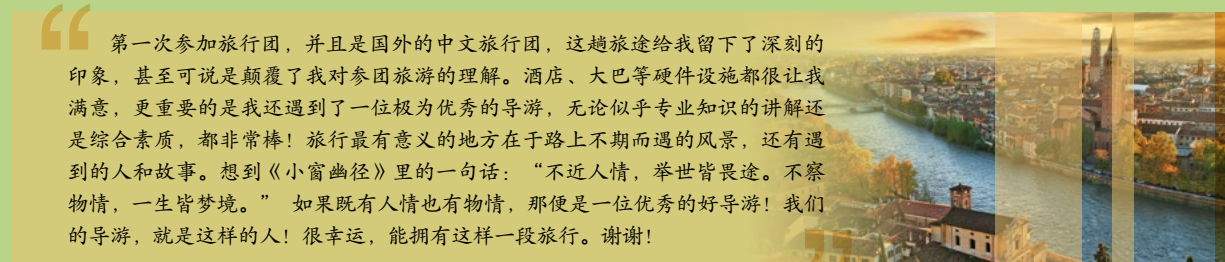 第一次参加旅行团，并且是国外的中文旅行团，这趟旅途给我留下了深刻的
印象，甚至可说是颠覆了我对参团旅游的理解。酒店、大巴等硬件设施都很让我
满意，更重要的是我还遇到了一位极为优秀的导游，无论似乎专业知识的讲解还
是综合素质，都非常棒！旅行最有意义的地方在于路上不期而遇的风景，还有遇
到的人和故事。想到《小窗幽径》里的一句话：“不近人情，举世皆畏途。不察
物情，一生皆梦境。” 如果既有人情也有物情，那便是一位优秀的好导游！我们
的导游，就是这样的人！很幸运，能拥有这样一段旅行。谢谢！